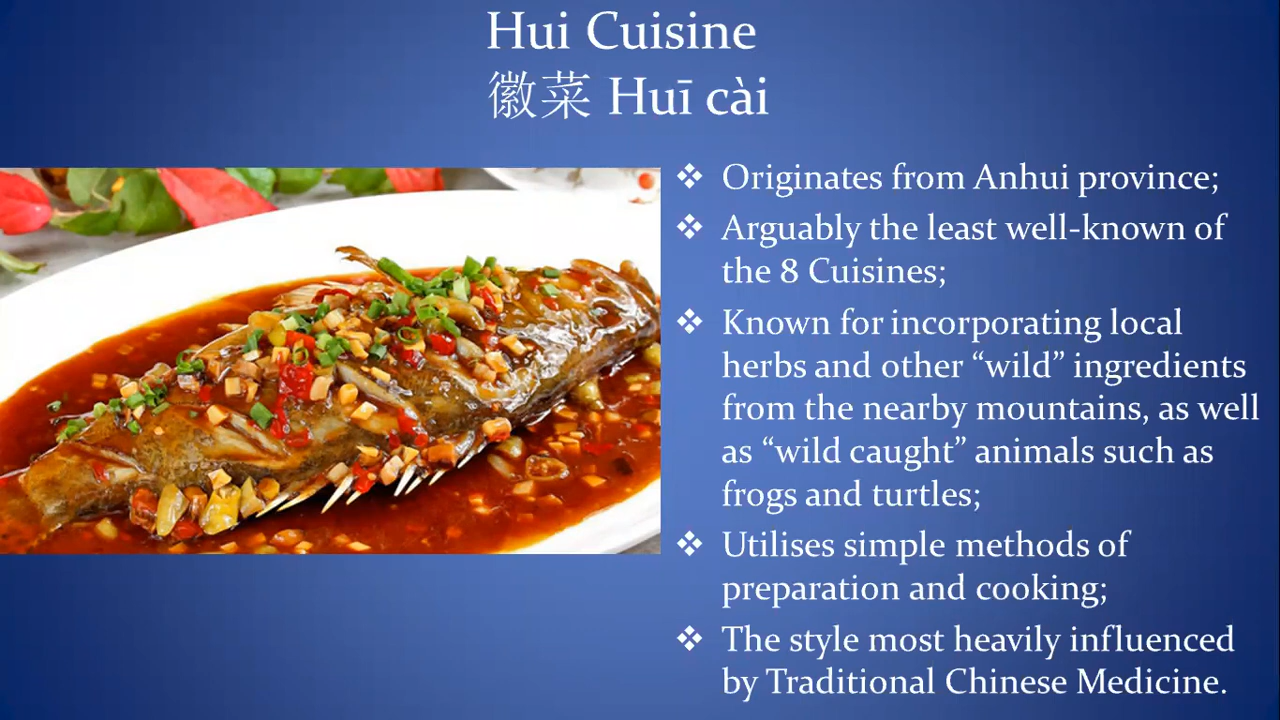 Hui Cuisine
徽菜 Huī cài
❖ Originates from Anhui province;
❖ Arguably the least well-known of
the 8 Cuisines;
❖ Known for incorporating local
herbs and other “wild” ingredients
from the nearby mountains, as well
as “wild caught” animals such as
frogs and turtles;
❖ Utilises simple methods of
preparation and cooking;
❖ The style most heavily influenced
by Traditional Chinese Medicine.